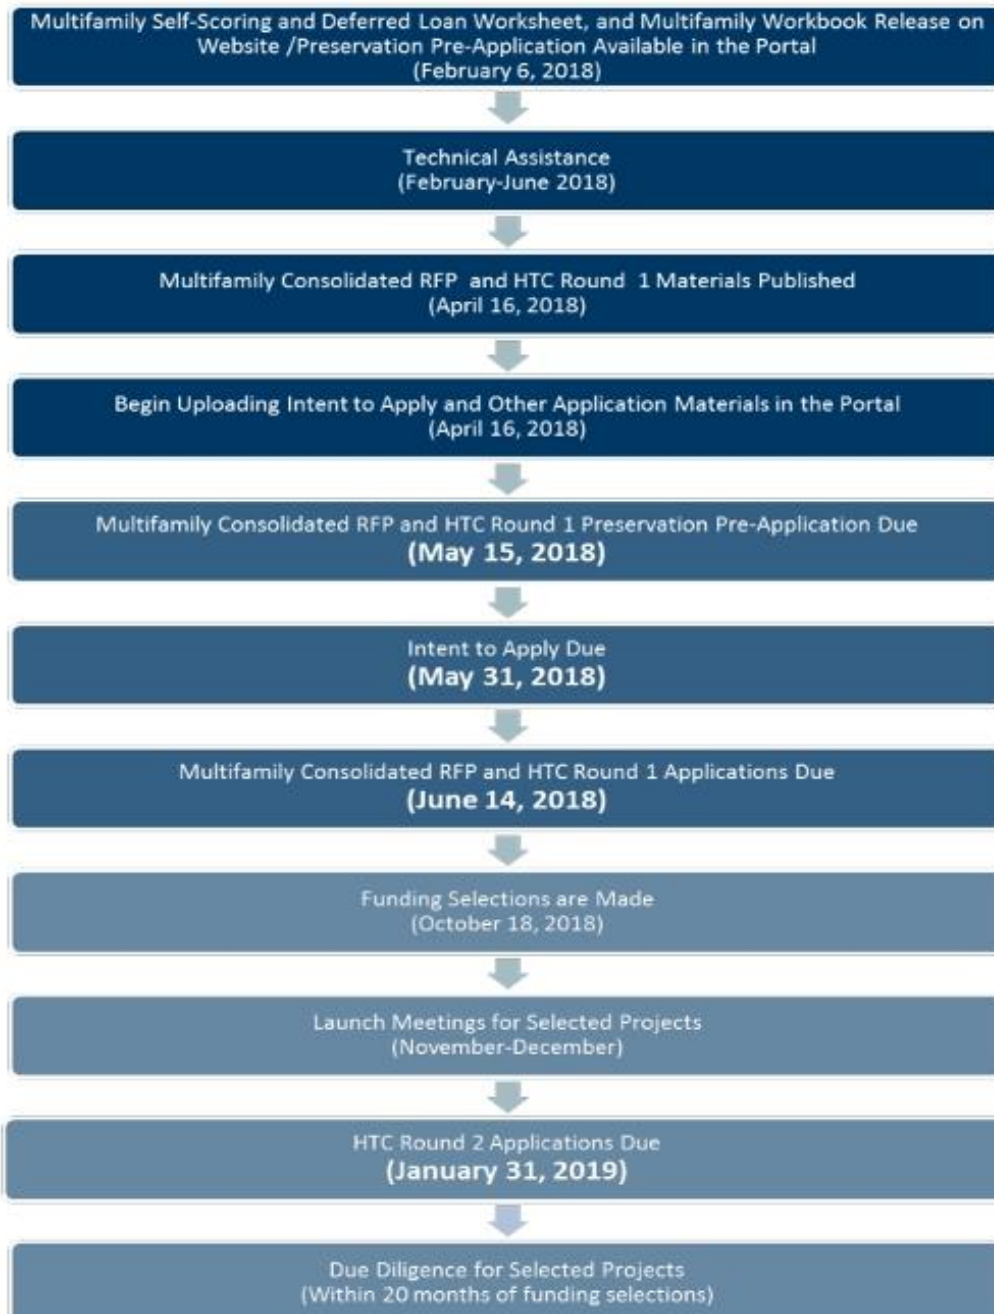 Multifamily Self-Scoring and Deferred Loan Worksheet, and Multifamily Workbook Release on
Website /Preservation Pre-Application Available in the Portal
(February 6, 2018)
Technical Assistance
(February-June 2018)
Multifamily Consolidated RFP and HTC Round 1 Materials Published
(April 16, 2018)
Begin Uploading Intent to Apply and Other Application Materials in the Portal
(April 16, 2018)
Multifamily Consolidated RFP and HTC Round 1 Preservation Pre-Application Due
(May 15, 2018)
Intent to Apply Due
(May 31, 2018)
Multifamily Consolidated RFP and HTC Round 1 Applications Due
(June 14, 2018)
Funding Selections are Made
(October 18, 2018)
Launch Meetings for Selected Projects
(November-December)
HTC Round 2 Applications Due
(January 31, 2019)
Due Diligence for Selected Projects
(Within 20 months of funding selections)